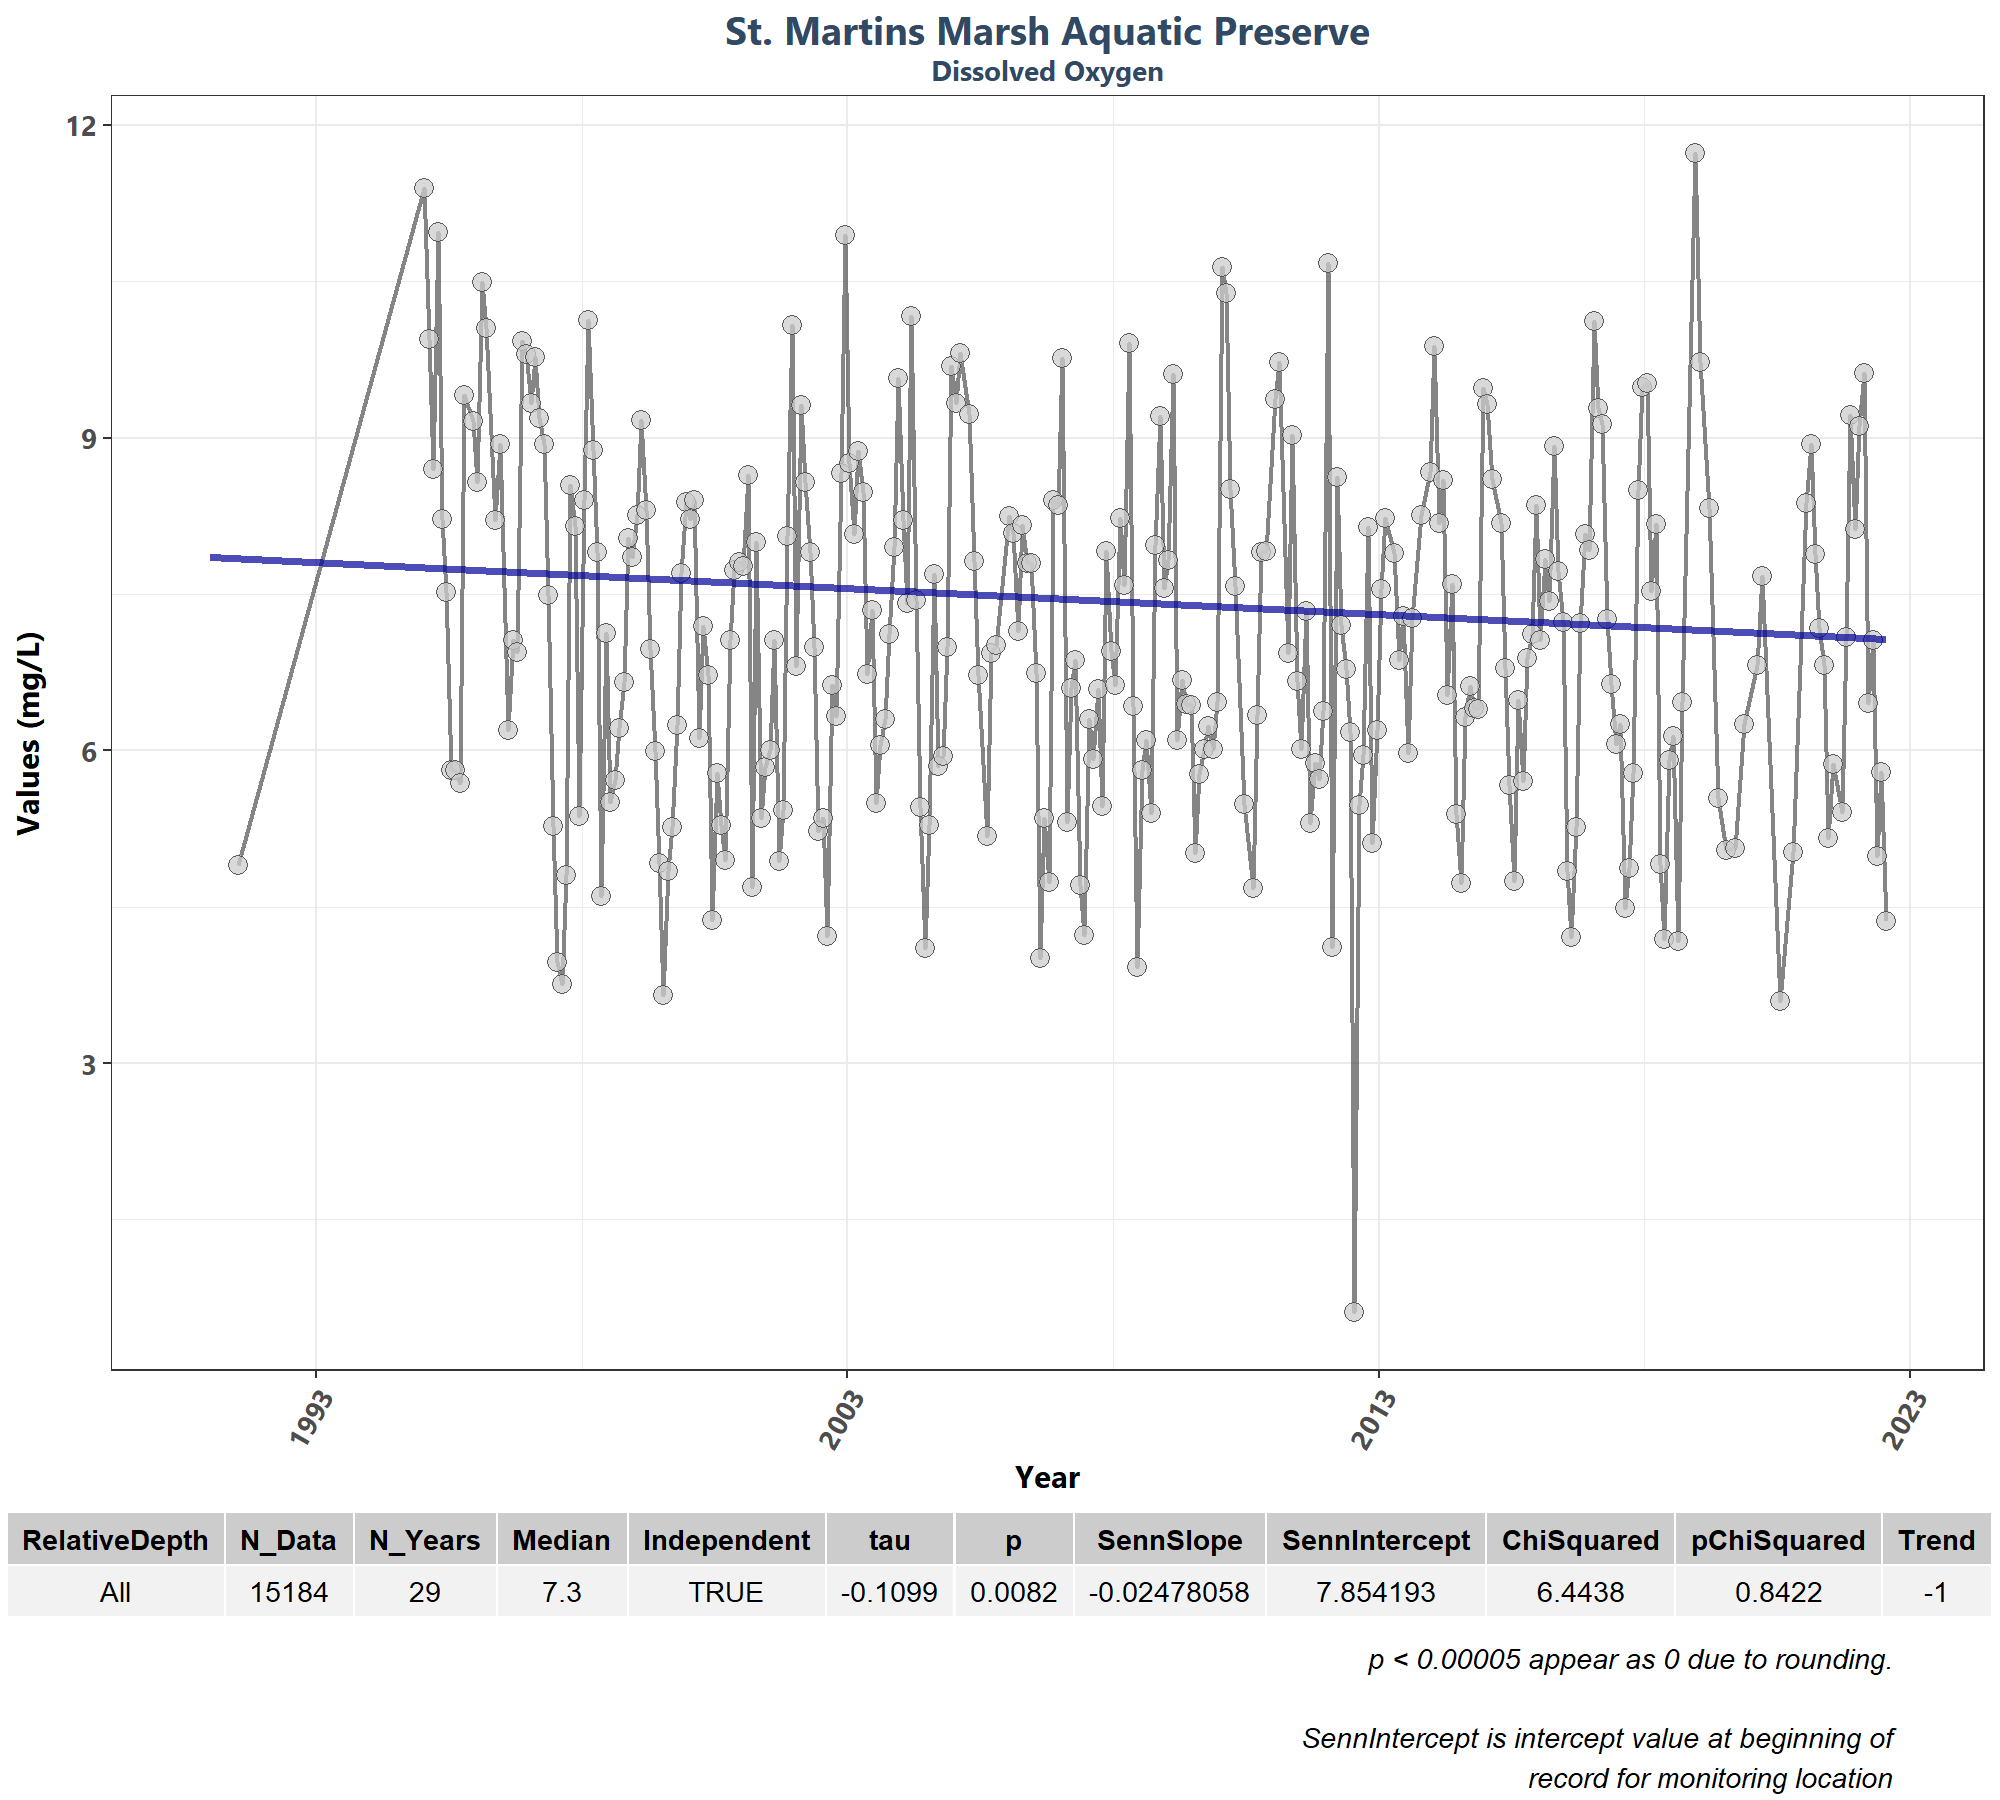 St. Martins Marsh Aquatic Preserve
Dissolved Oxygen
12
9
6
3
Values (mg/L)
1993
2003
2013
2023
Year
RelativeDepth N_Data N_Years Median Independent tau p SennSlope SennIntercept ChiSquared pChiSquared Trend
All 15184 29 7.3 TRUE -0.1099 0.0082 -0.02478058 7.854193 6.4438 0.8422 -1
p < 0.00005 appear as 0 due to rounding.
SennIntercept is intercept value at beginning of
record for monitoring location